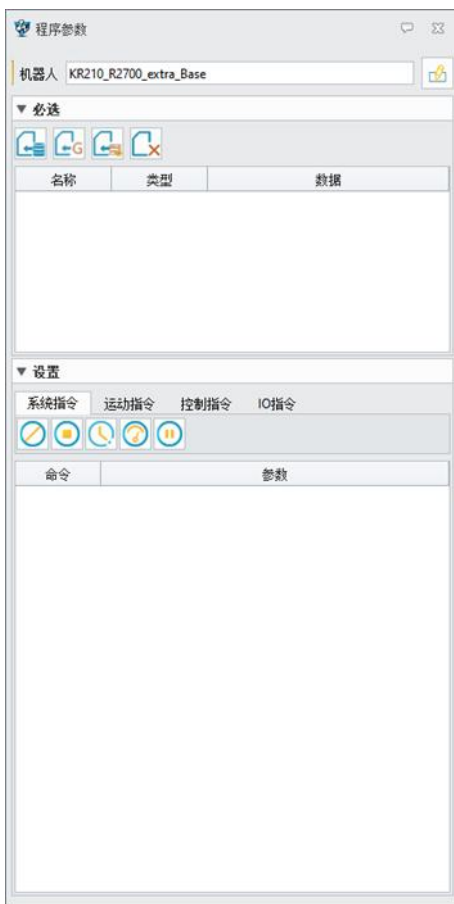 程序参数
机器人 KR210_R2700_extra_Base
必选
G
名称 类型 数据
设置
系统指令 运动指令 控制指令 IO指令
命令 参数